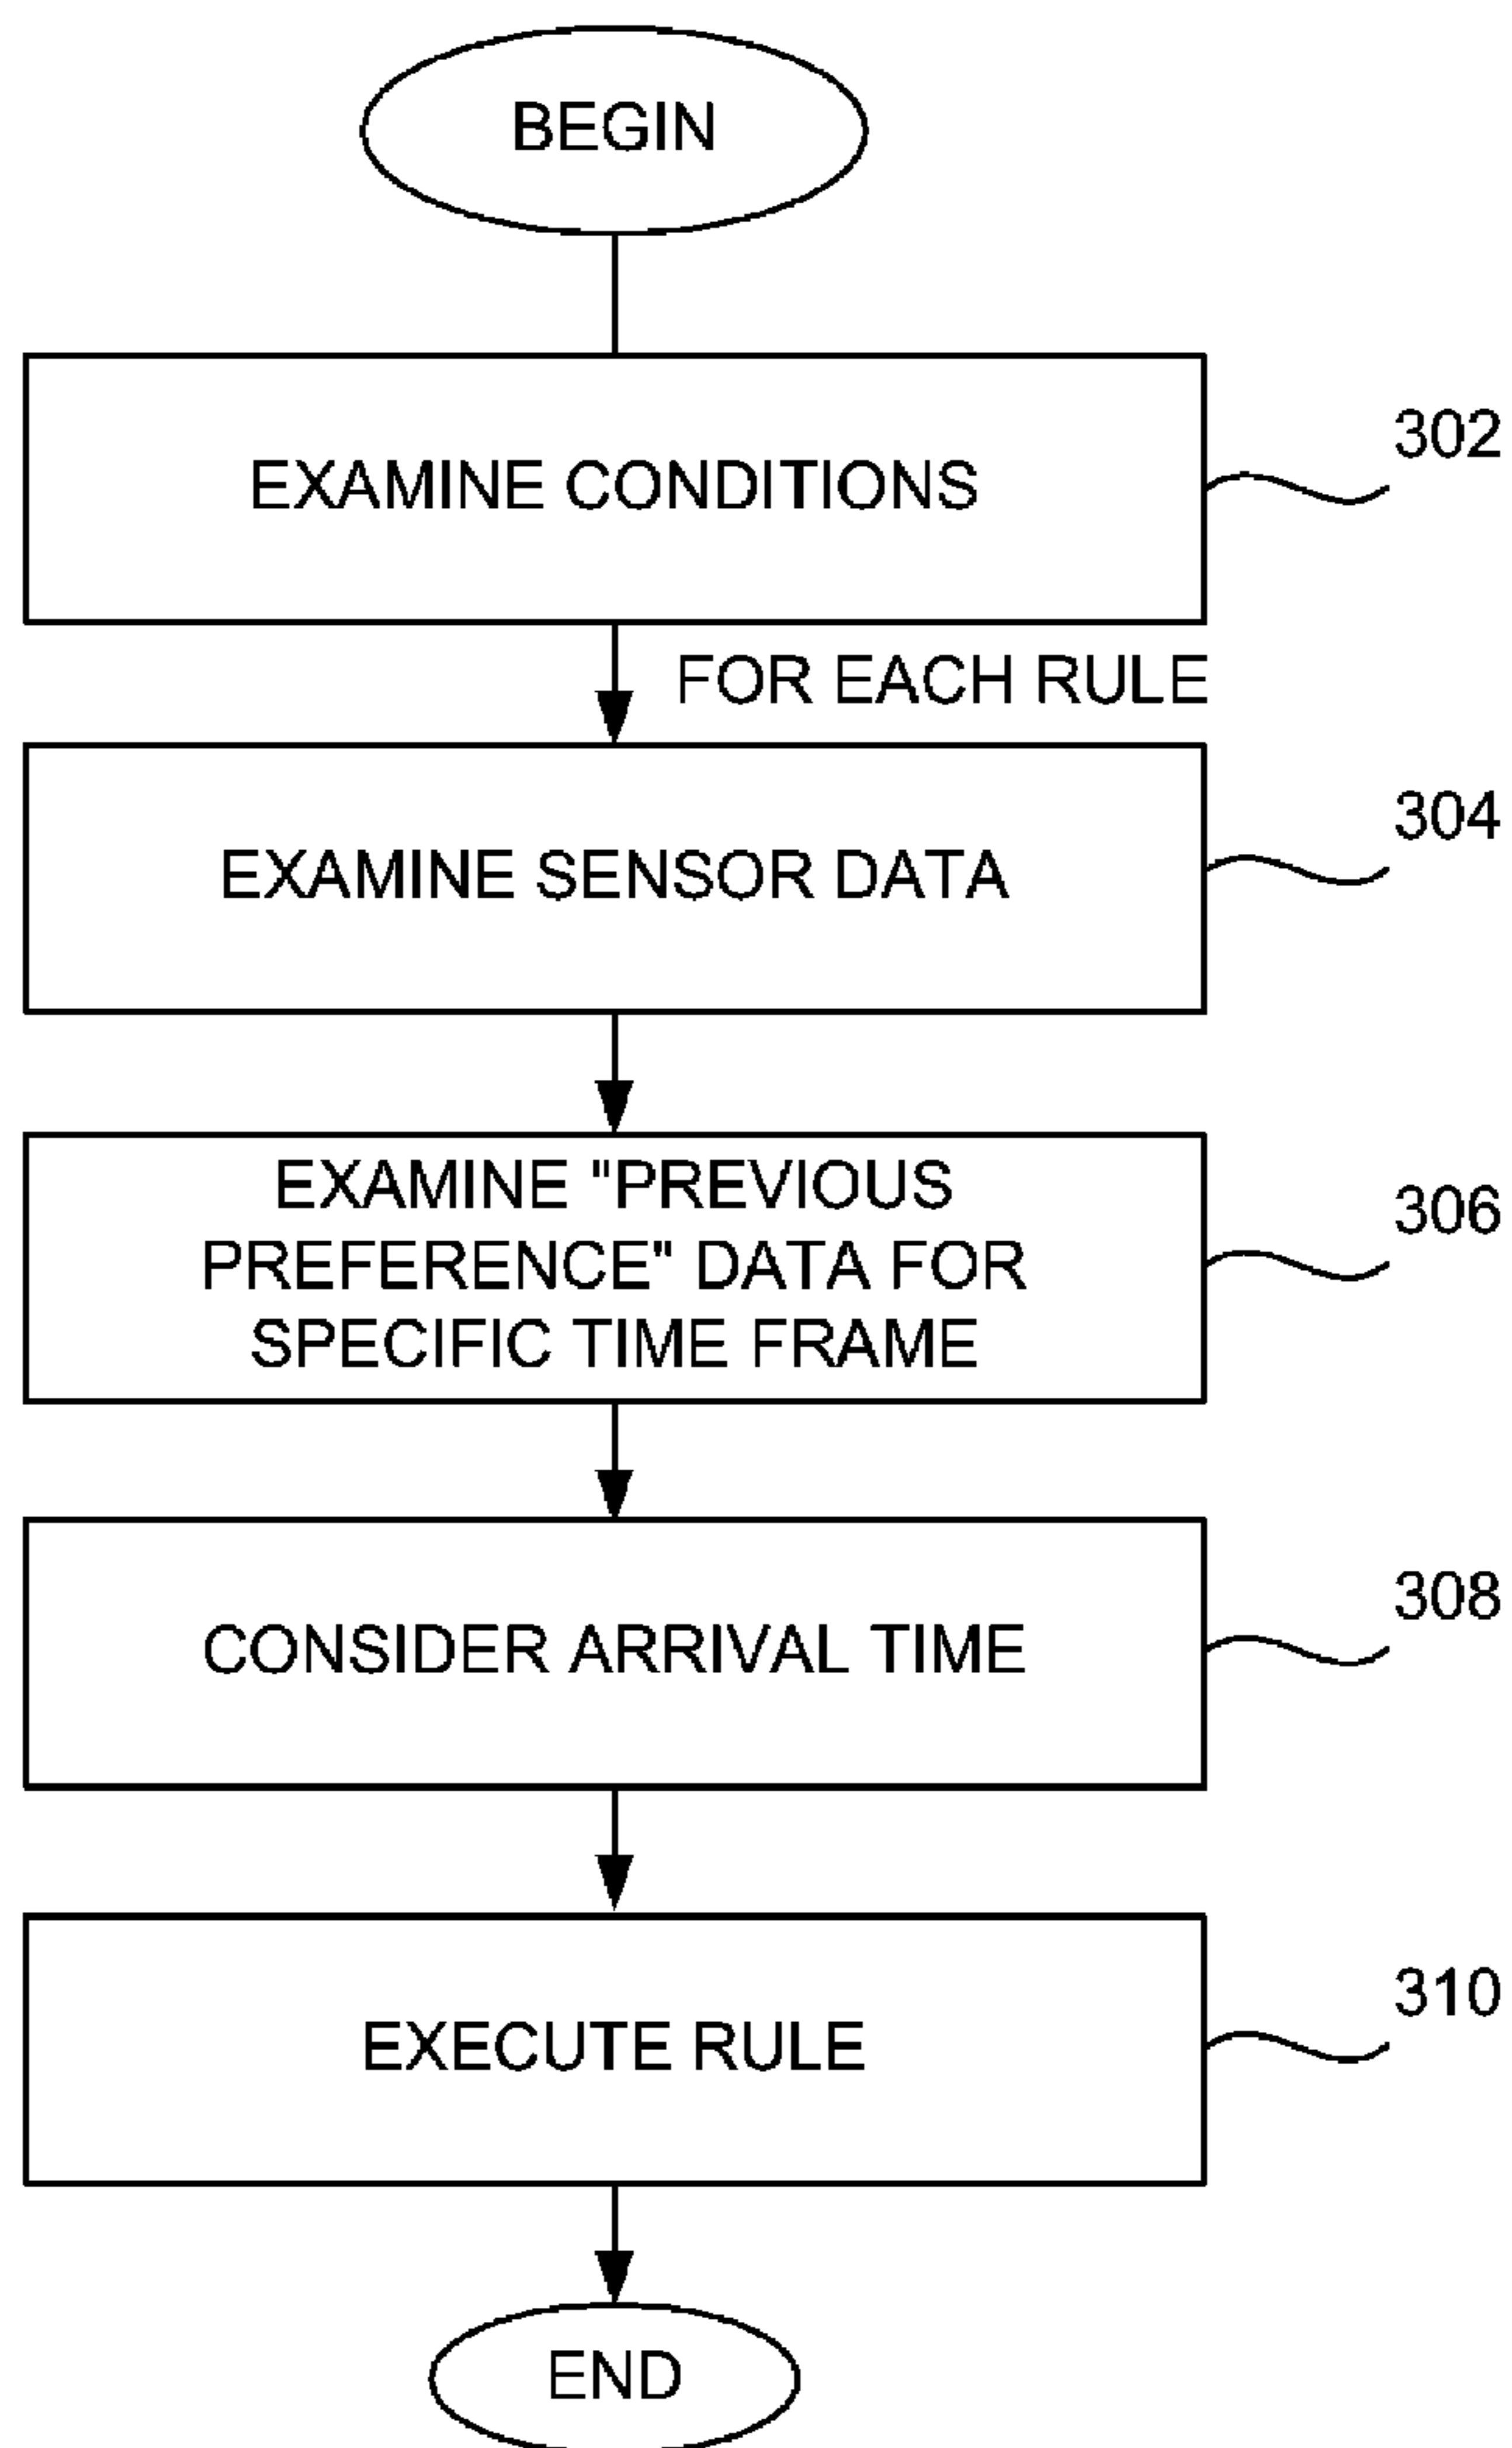 BEGIN
EXAMINE CONDITIONS
302
FOR EACH RULE
EXAMINE SENSOR DATA
304
EXAMINE "PREVIOUS
PREFERENCE" DATA FOR
SPECIFIC TIME FRAME
306
CONSIDER ARRIVAL TIME
308
EXECUTE RULE
310
END